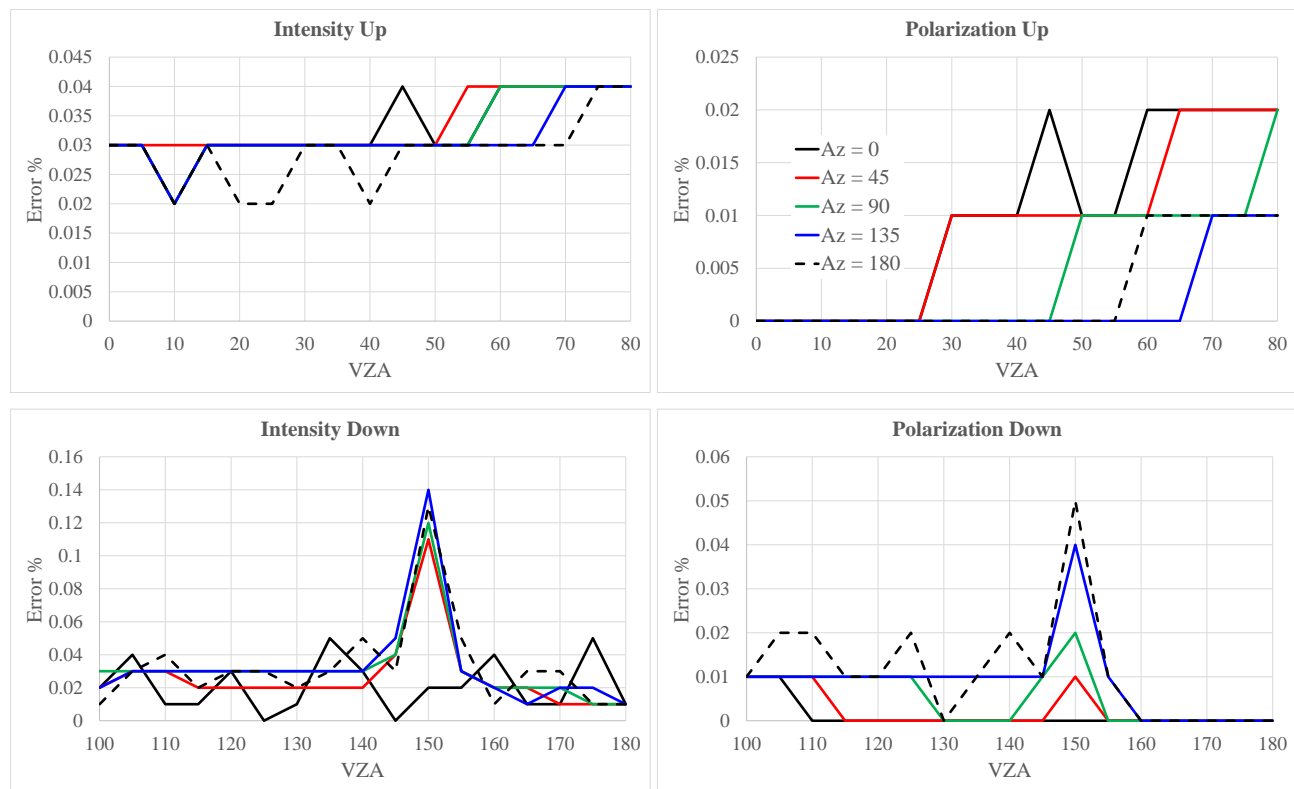 Intensity Up
Error %
0.045
0.04
0.035
0.03
0.025
0.02
0.015
0.01
0.005
0
0 10 20 30 40 50 60 70 80
VZA
Polarization Up
Error %
0.025
0.02
0.015
0.01
0.005
0
Az = 0
Az = 45
Az = 90
Az = 135
Az = 180
0 10 20 30 40 50 60 70 80
VZA
Intensity Down
Error %
0.16
0.14
0.12
0.1
0.08
0.06
0.04
0.02
0
100 110 120 130 140 150 160 170 180
VZA
Polarization Down
Error %
0.06
0.05
0.04
0.03
0.02
0.01
0
100 110 120 130 140 150 160 170 180
VZA